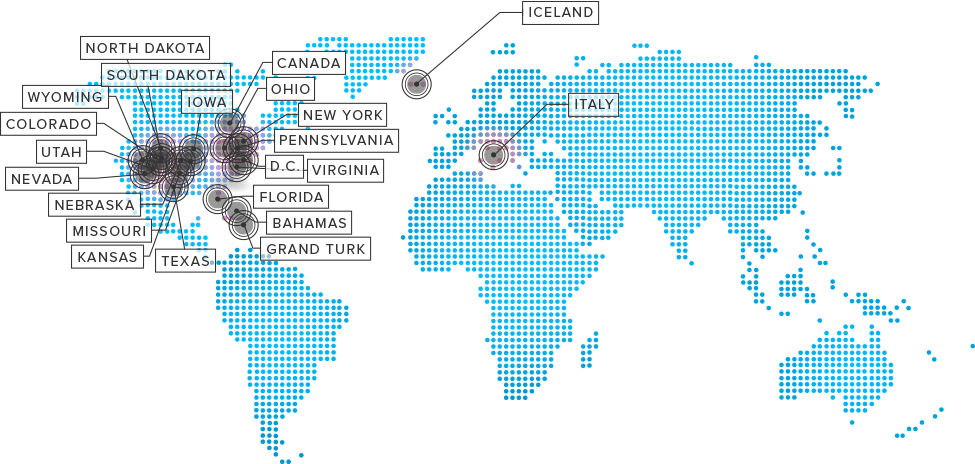 ICELAND
NORTH DAKOTA
CANADA
SOUTH DAKOTA
OHIO
WYOMING
IOWA
ITALY
NEW YORK
COLORADO
PENNSYLVANIA
UTAH
D.C.
VIRGINIA
NEVADA
FLORIDA
NEBRASKA
BAHAMAS
MISSOURI
GRAND TURK
KANSAS
TEXAS